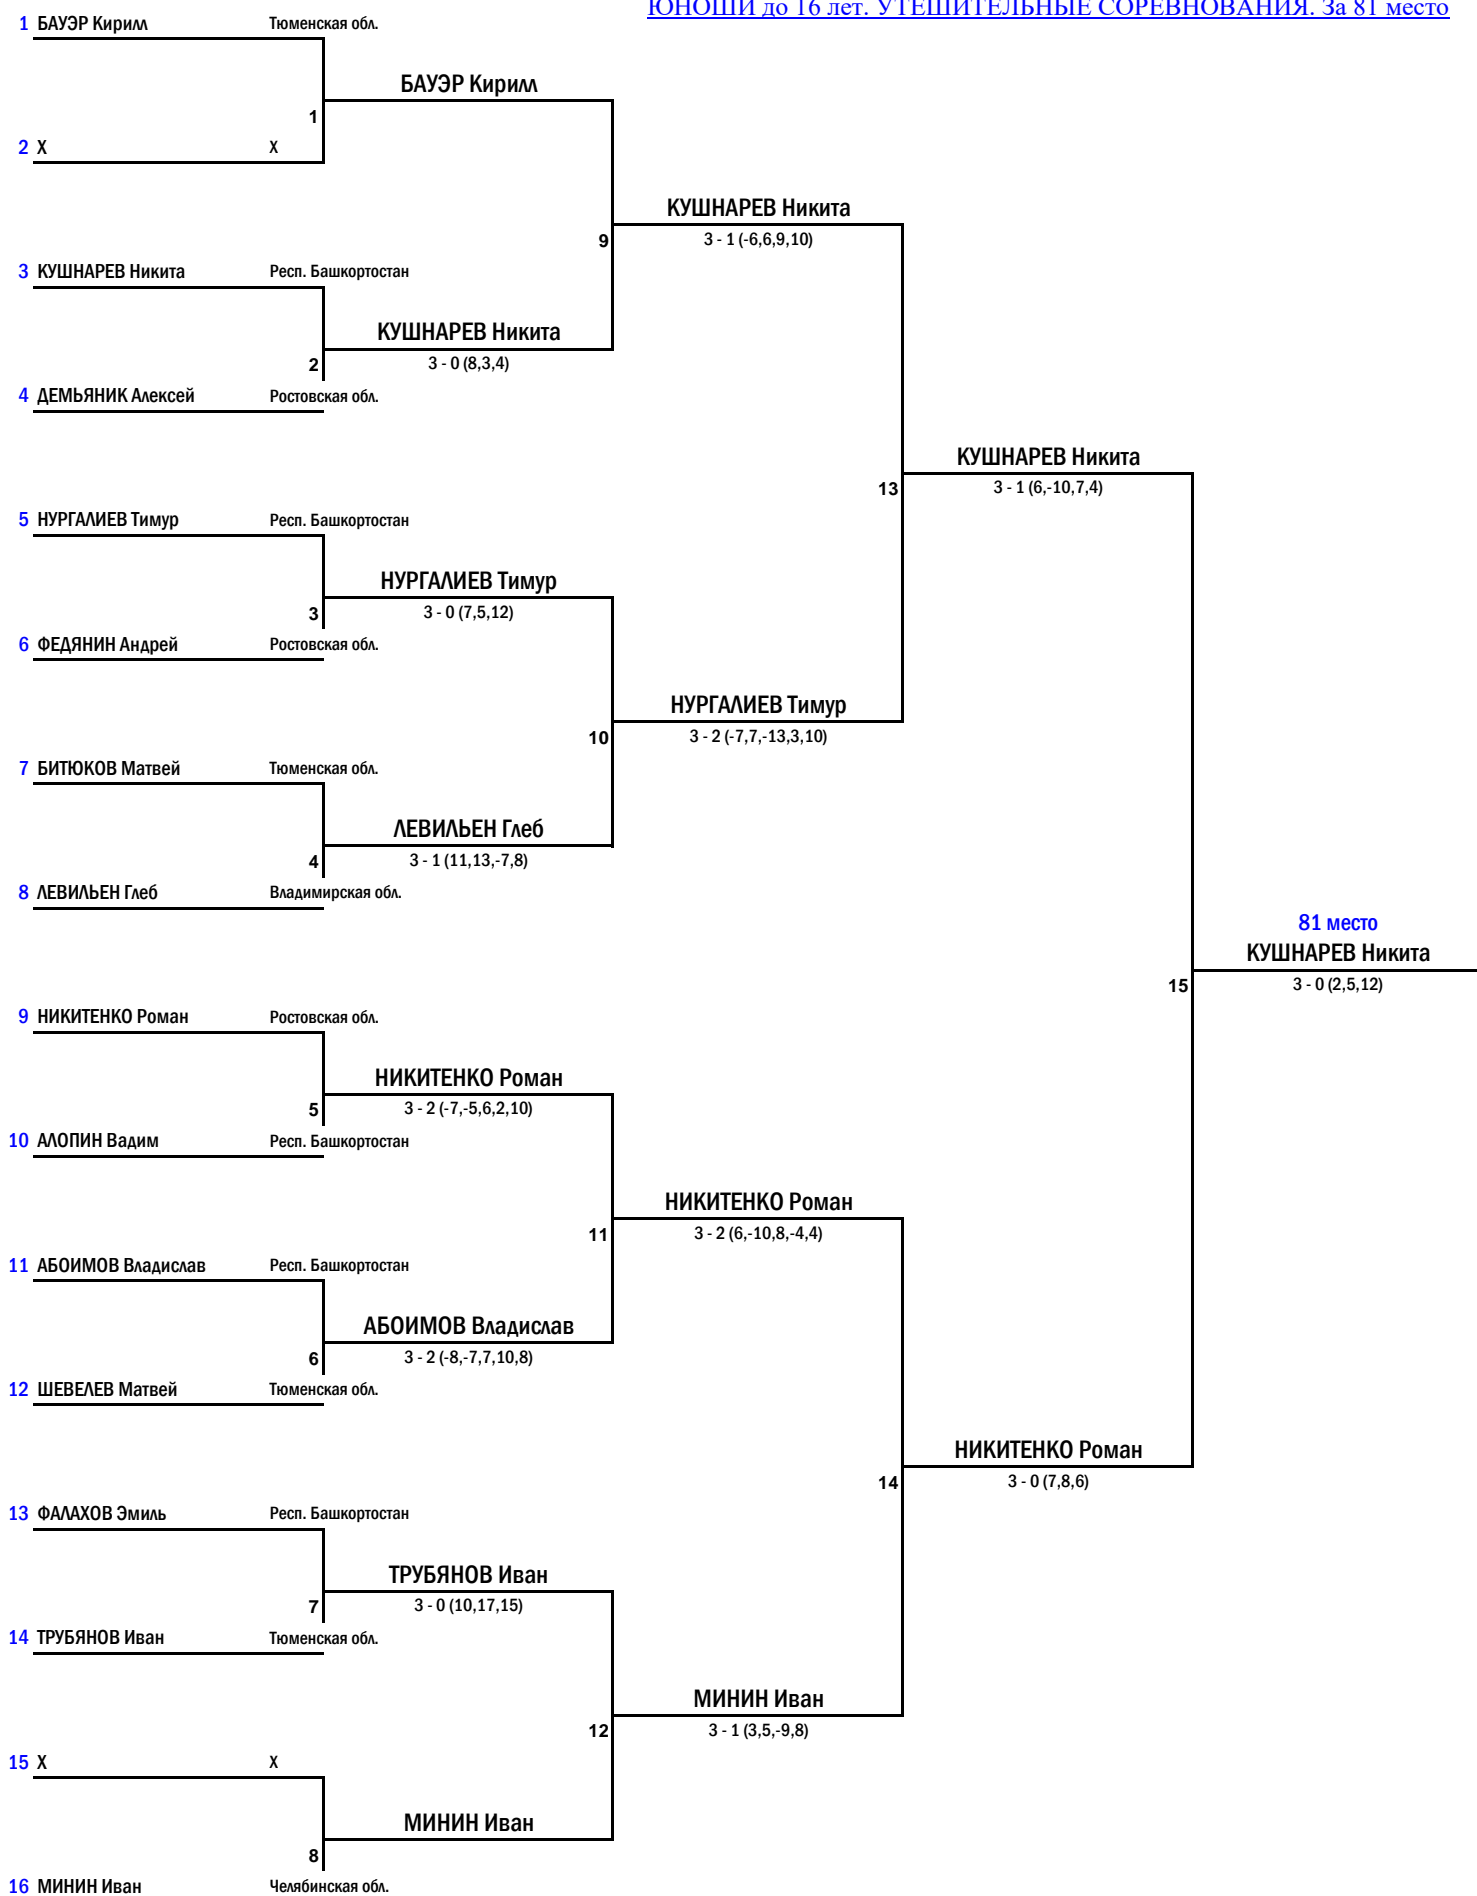 ЮНОШИ до 16 лет. УТЕШИТЕЛЬНЫЕ СОРЕВНОВАНИЯ. За 81 место
1 БАУЭР Кирилл Тюменская обл.
БАУЭР Кирилл
1
2 X X
КУШНАРЕВ Никита
9 3 - 1 (-6,6,9,10)
3 КУШНАРЕВ Никита Респ. Башкортостан
КУШНАРЕВ Никита
2 3 - 0 (8,3,4)
4 ДЕМЬЯНИК Алексей Ростовская обл.
КУШНАРЕВ Никита
13 3 - 1 (6,-10,7,4)
5 НУРГАЛИЕВ Тимур Респ. Башкортостан
НУРГАЛИЕВ Тимур
3 3 - 0 (7,5,12)
6 ФЕДЯНИН Андрей Ростовская обл.
НУРГАЛИЕВ Тимур
10 3 - 2 (-7,7,-13,3,10)
7 БИТЮКОВ Матвей Тюменская обл.
ЛЕВИЛЬЕН Глеб
4 3 - 1 (11,13,-7,8)
8 ЛЕВИЛЬЕН Глеб Владимирская обл.
81 место
КУШНАРЕВ Никита
15 3 - 0 (2,5,12)
9 НИКИТЕНКО Роман Ростовская обл.
НИКИТЕНКО Роман
5 3 - 2 (-7,-5,6,2,10)
10 АЛОПИН Вадим Респ. Башкортостан
НИКИТЕНКО Роман
11 3 - 2 (6,-10,8,-4,4)
11 АБОИМОВ Владислав Респ. Башкортостан
АБОИМОВ Владислав
6 3 - 2 (-8,-7,7,10,8)
12 ШЕВЕЛЕВ Матвей Тюменская обл.
НИКИТЕНКО Роман
14 3 - 0 (7,8,6)
13 ФАЛАХОВ Эмиль Респ. Башкортостан
ТРУБЯНОВ Иван
7 3 - 0 (10,17,15)
14 ТРУБЯНОВ Иван Тюменская обл.
МИНИН Иван
12 3 - 1 (3,5,-9,8)
15 X X
МИНИН Иван
8
16 МИНИН Иван Челябинская обл.